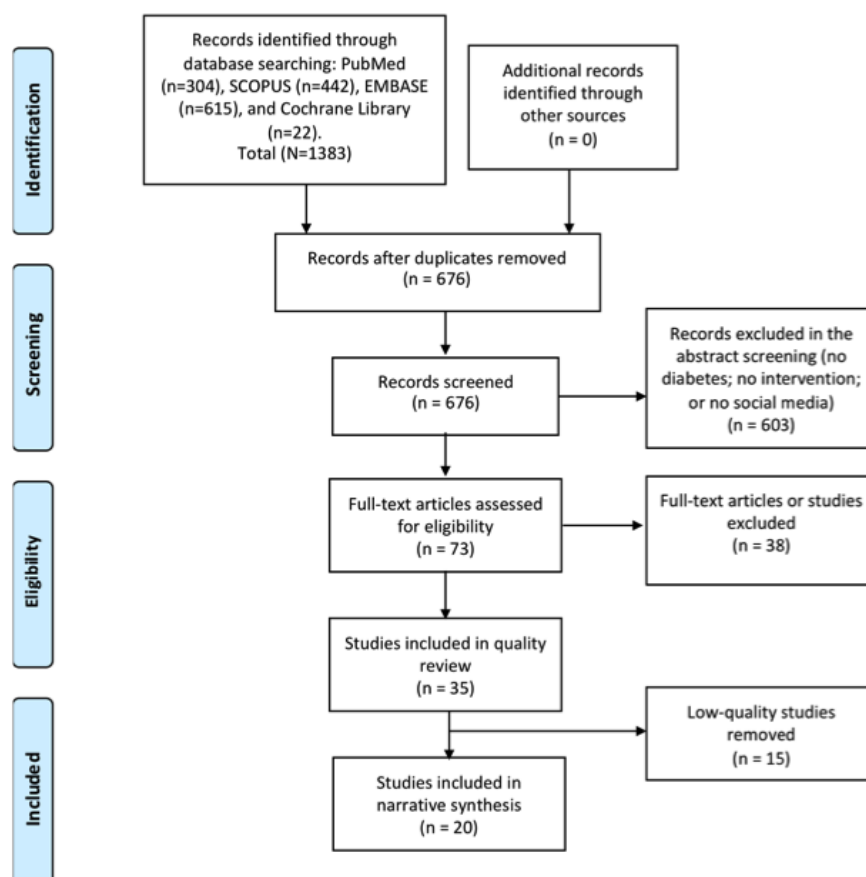 Identification
Records identified through
database searching: PubMed
(n=304), SCOPUS (n=442), EMBASE
(n=615), and Cochrane Library
(n=22).
Total (N=1383)
Additional records
identified through
other sources
(n = 0)
Records after duplicates removed
(n = 676)
Screening
Records screened
(n = 676)
Records excluded in the
abstract screening (no
diabetes; no intervention;
or no social media)
(n = 603)
Eligibility
Full-text articles assessed
for eligibility
(n = 73)
Full-text articles or studies
excluded
(n = 38)
Studies included in quality
review
(n = 35)
Included
Low-quality studies
removed
(n = 15)
Studies included in
narrative synthesis
(n = 20)